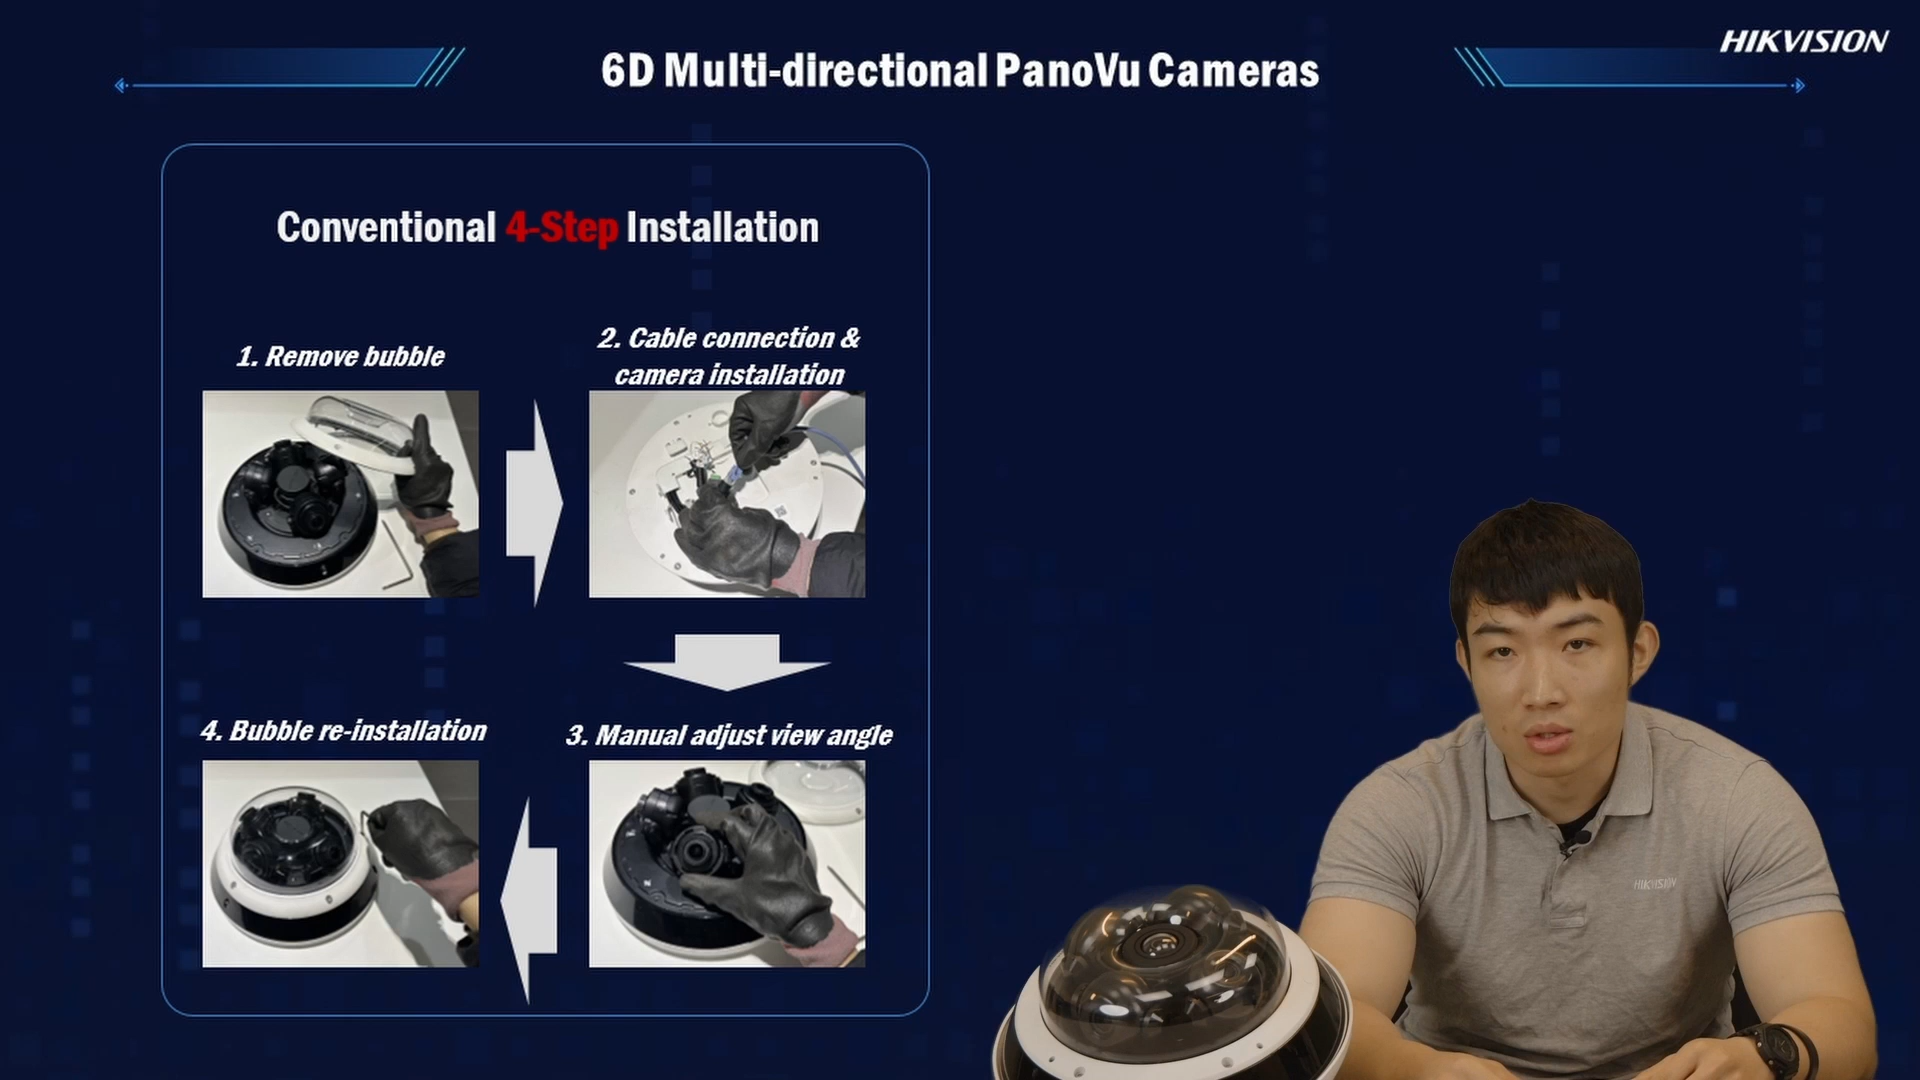 HIKVISION
6D Multi-directional PanoVu Cameras
Conventional 4-Step Installation
1. Remove bubble
2. Cable connection &
camera installation
4. Bubble re-installation
3. Manual adjust view angle
HIKVISION